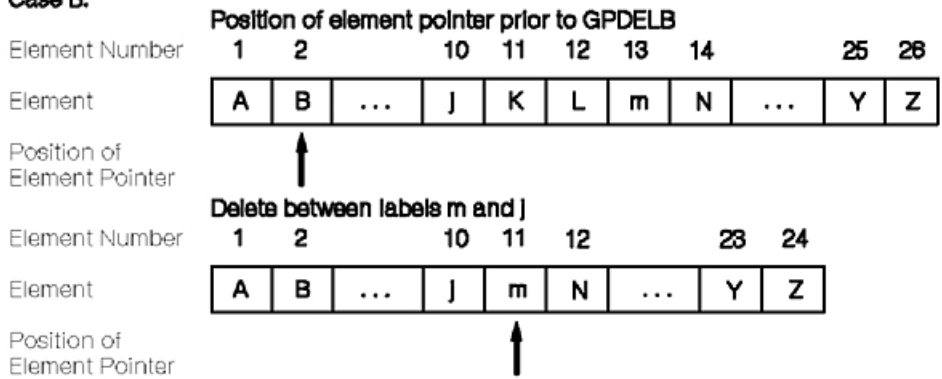 Case B.
Position of element pointer prior to GPDELB
Element Number 1 2 10 11 12 13 14 25 26
Element A B ... j K L m N ... Y Z
Position of
Element Pointer
Delete between labels m and j
Element Number 1 2 10 11 12 23 24
Element A B ... j m N ... Y Z
Position of
Element Pointer